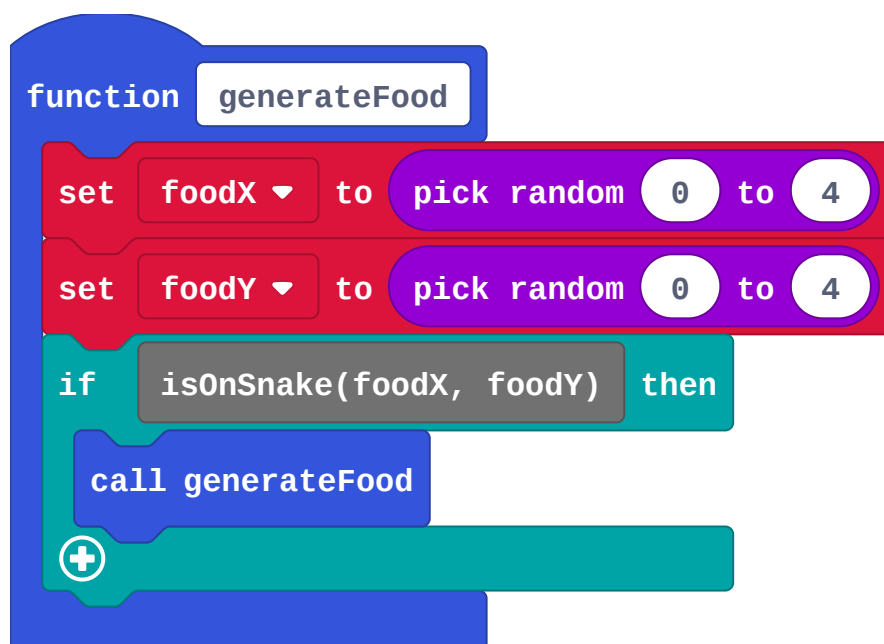 function generateFood
set foodX to pick random 0 to 4
set foodY to pick random 0 to 4
if isOnSnake(foodX, foodY) then
call generateFood